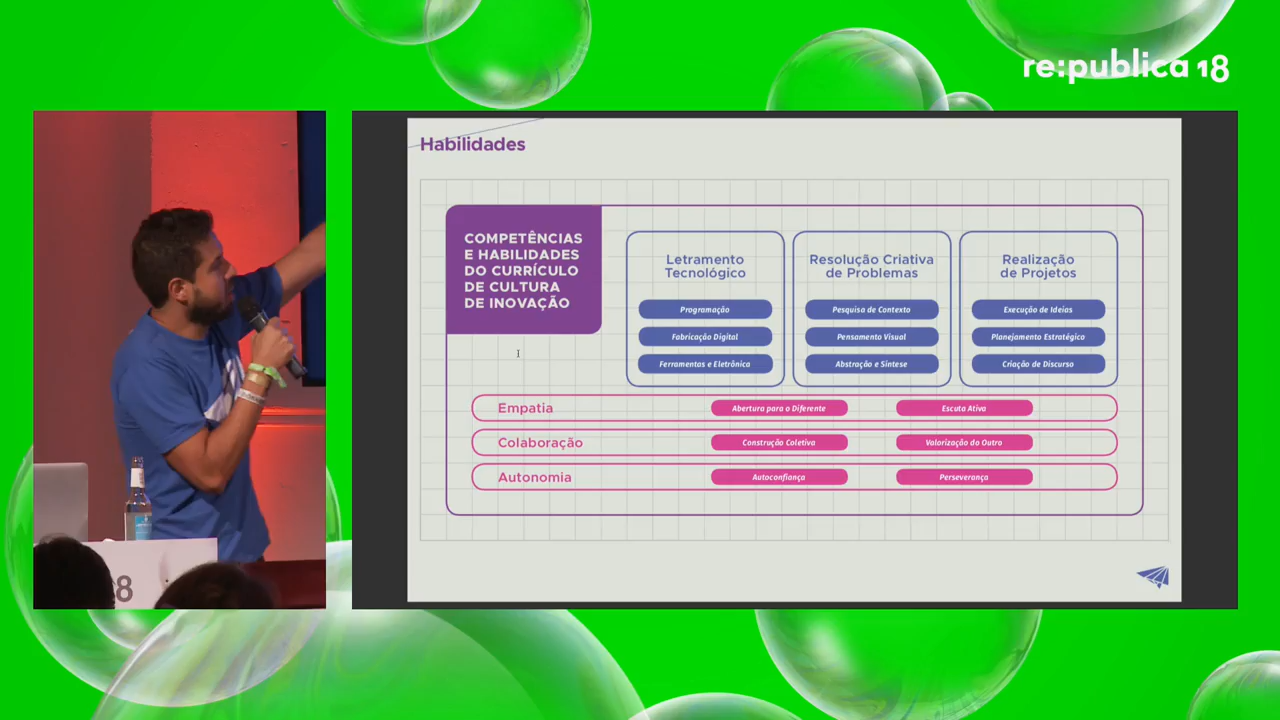 re:publica 18
Habilidades
COMPETÊNCIAS
E HABILIDADES
DO CURRÍCULO
DE CULTURA
DE INOVAÇÃO
Letramento
Tecnológico
Programação
Fabricação Digital
Ferramentas e Eletrônica
Resolução Criativa
de Problemas
Pesquisa de Contexto
Pensamento Visual
Abstração e Síntese
Realização
de Projetos
Execução de Ideias
Planejamento Estratégico
Criação de Discurso
Empatia
Abertura para o Diferente
Escuta Ativa
Colaboração
Construção Coletiva
Valorização do Outro
Autonomia
Autoconfiança
Perseverança
8